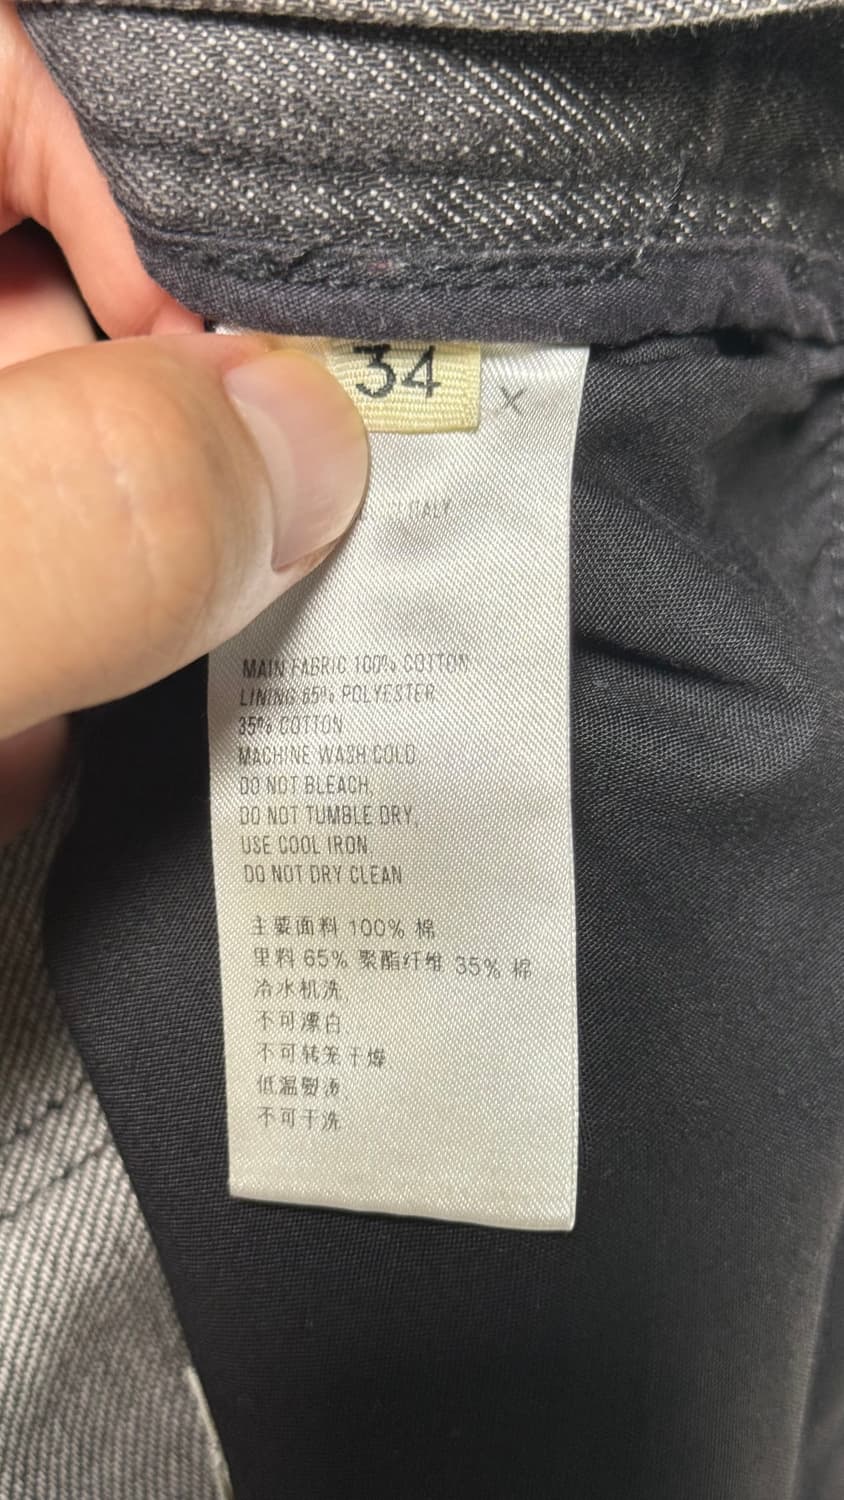 34
X
ITALY
MAIN FABRIC 100% COTTON
LINING 65% POLYESTER
35% COTTON
MACHINE WASH COLD,
DO NOT BLEACH,
DO NOT TUMBLE DRY,
USE COOL IRON,
DO NOT DRY CLEAN
主要面料 100% 棉
里料 65% 聚酯纤维 35% 棉
冷水机洗,
不可漂白
不可转笼干燥
低温熨烫,
不可干洗